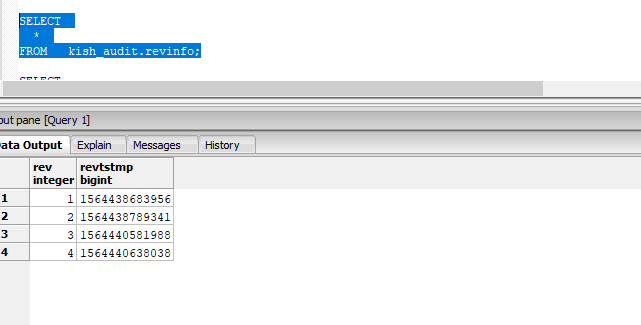 SELECT
*
FROM kish_audit.revinfo;
SELECT
put pane [Query 1]
Data Output Explain Messages History
rev integer revtstmp bigint
1 1 1564438683956
2 2 1564438789341
3 3 1564440581988
4 4 1564440638038